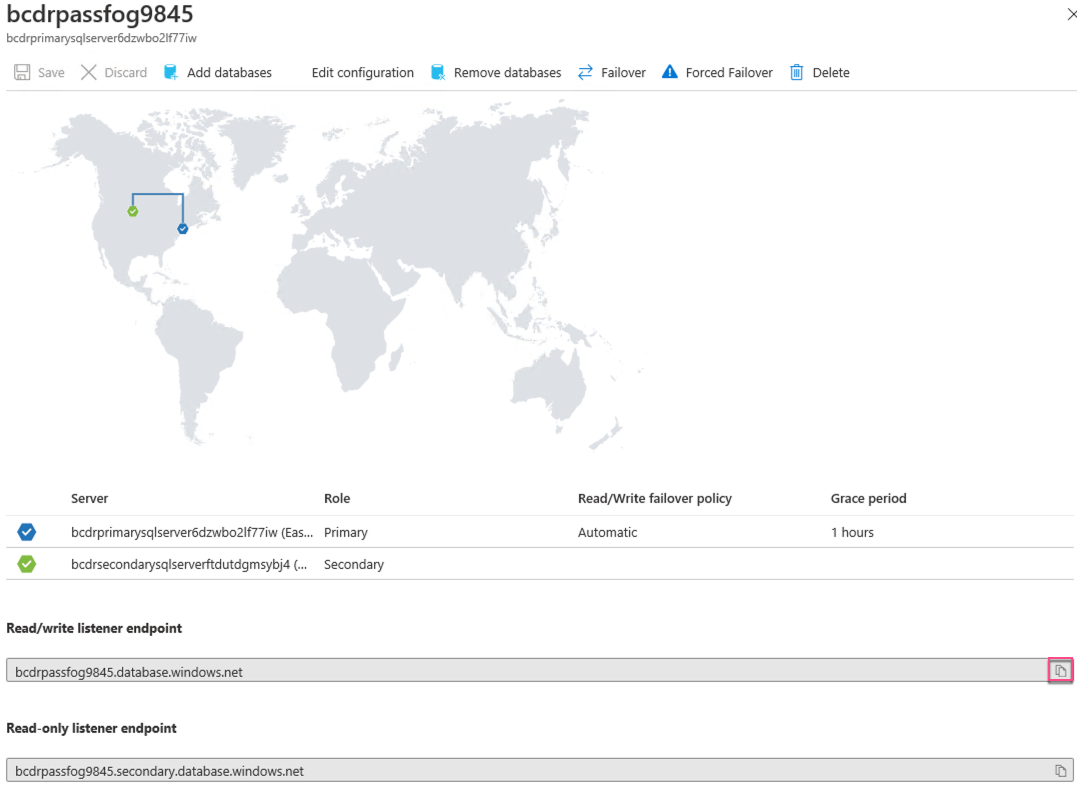 bcdrpassfog9845
bcdrprimarysqlserver6dzwbo2lf77iw
Save Discard Add databases Edit configuration Remove databases Failover Forced Failover Delete
Server Role Read/Write failover policy Grace period
bcdrprimarysqlserver6dzwbo2lf77iw (Eas... Primary Automatic 1 hours
bcdrsecondarysqlserverftdutdgmsybj4 (... Secondary
Read/write listener endpoint
bcdrpassfog9845.database.windows.net
Read-only listener endpoint
bcdrpassfog9845.secondary.database.windows.net